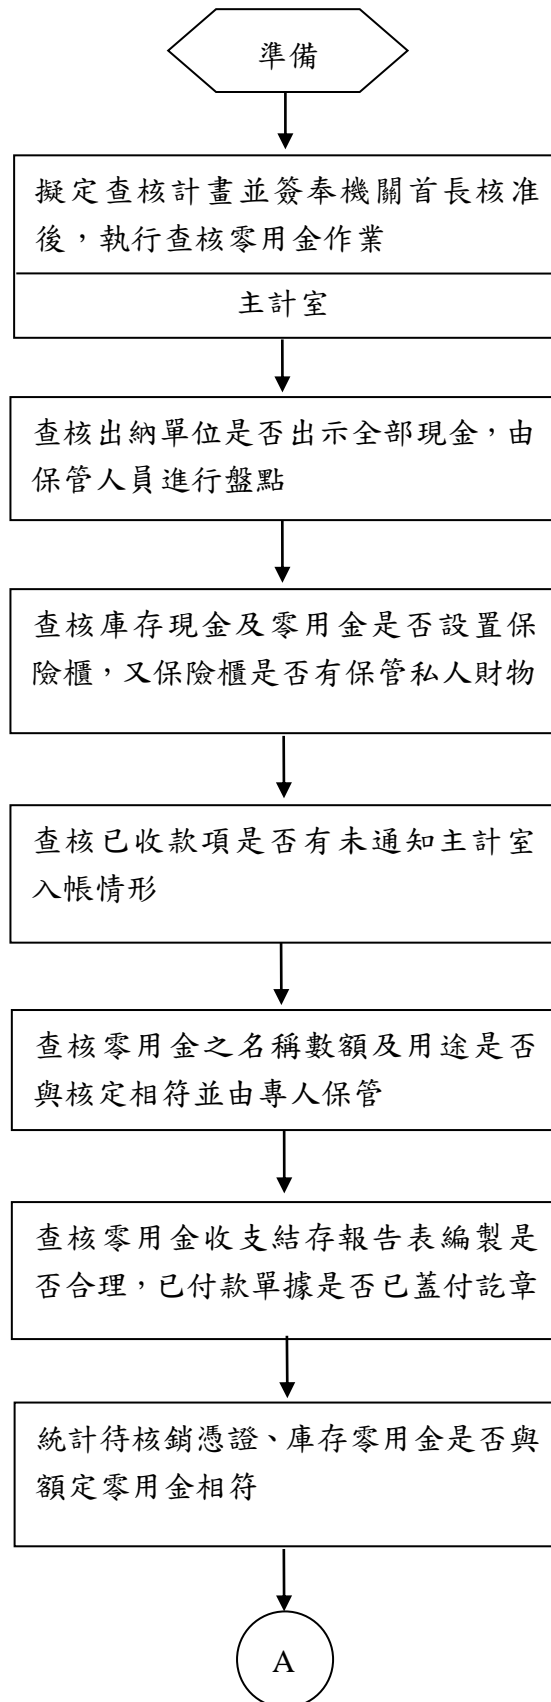 準備
擬定查核計畫並簽奉機關首長核准
後，執行查核零用金作業
主計室
查核出納單位是否出示全部現金，由
保管人員進行盤點
查核庫存現金及零用金是否設置保
險櫃，又保險櫃是否有保管私人財物
查核已收款項是否有未通知主計室
入帳情形
查核零用金之名稱數額及用途是否
與核定相符並由專人保管
查核零用金收支結存報告表編製是
否合理，已付款單據是否已蓋付訖章
統計待核銷憑證、庫存零用金是否與
額定零用金相符
A